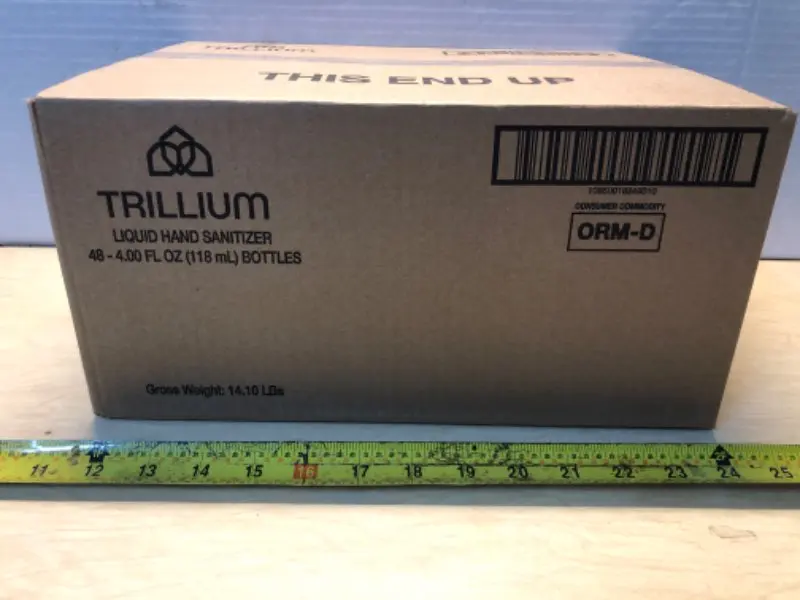 THIS END UP
TRILLIUM
LIQUID HAND SANITIZER
48 - 4.00 FL OZ (118 mL) BOTTLES
CONSUMER COMMODITY
ORM-D
Gross Weight: 14.10 LBs
11 12 13 14 15 16 17 18 19 20 21 22 23 24 25